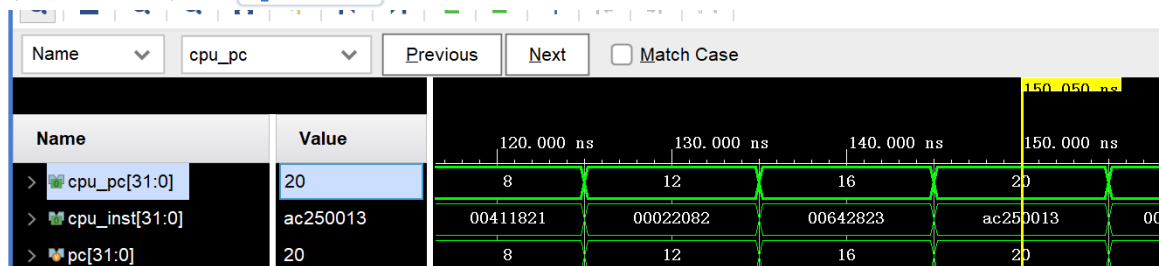 Name cpu_pc Previous Next Match Case
150.050 ns
Name Value 120.000 ns 130.000 ns 140.000 ns 150.000 ns
cpu_pc[31:0] 20 8 12 16 20
cpu_inst[31:0] ac250013 00411821 00022082 00642823 ac250013 00
pc[31:0] 20 8 12 16 20